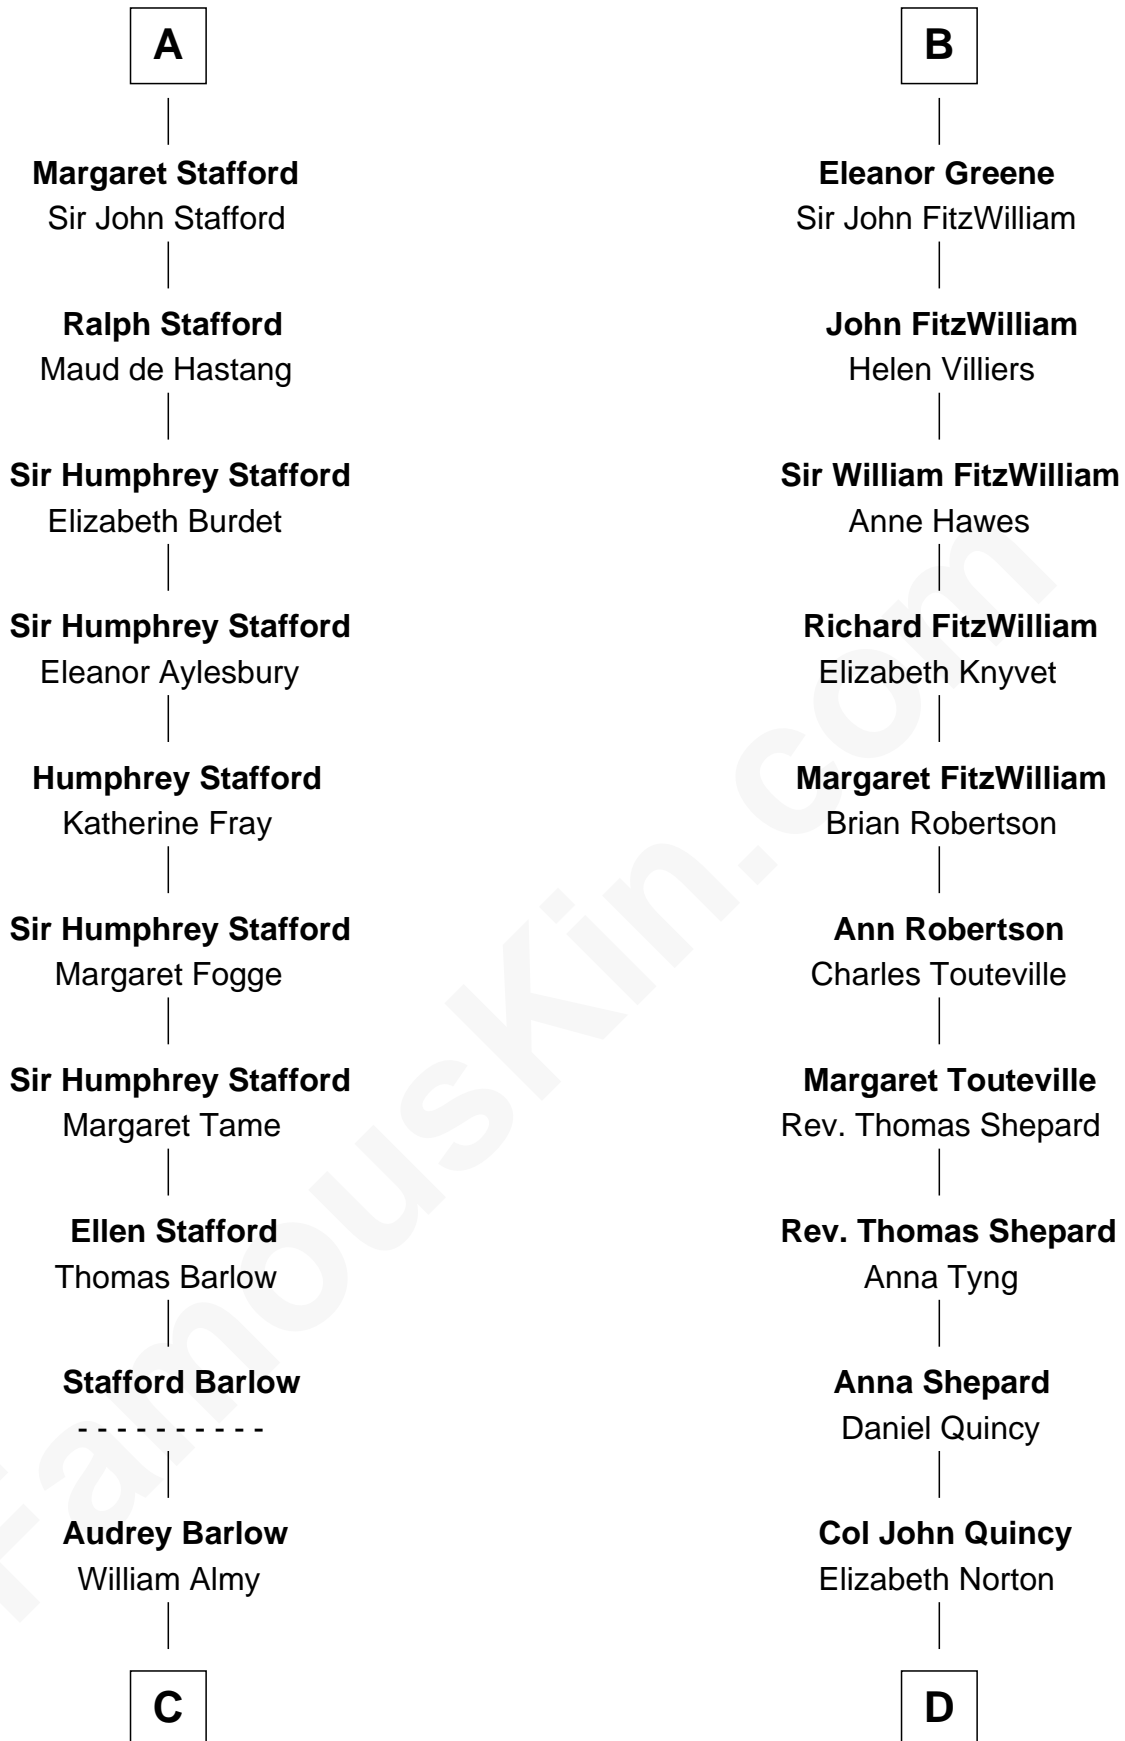 A
Margaret Stafford
Sir John Stafford
Ralph Stafford
Maud de Hastang
Sir Humphrey Stafford
Elizabeth Burdet
Sir Humphrey Stafford
Eleanor Aylesbury
Humphrey Stafford
Katherine Fray
Sir Humphrey Stafford
Margaret Fogge
Sir Humphrey Stafford
Margaret Tame
Ellen Stafford
Thomas Barlow
Stafford Barlow
- - - - - - - - - -
Audrey Barlow
William Almy
C
B
Eleanor Greene
Sir John FitzWilliam
John FitzWilliam
Helen Villiers
Sir William FitzWilliam
Anne Hawes
Richard FitzWilliam
Elizabeth Knyvet
Margaret FitzWilliam
Brian Robertson
Ann Robertson
Charles Touteville
Margaret Touteville
Rev. Thomas Shepard
Rev. Thomas Shepard
Anna Tyng
Anna Shepard
Daniel Quincy
Col John Quincy
Elizabeth Norton
D
FamousKin.com